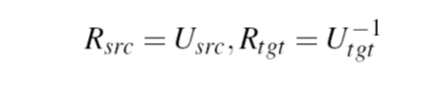 R_{src} = U_{src}, R_{tgt} = U_{tgt}^{-1}